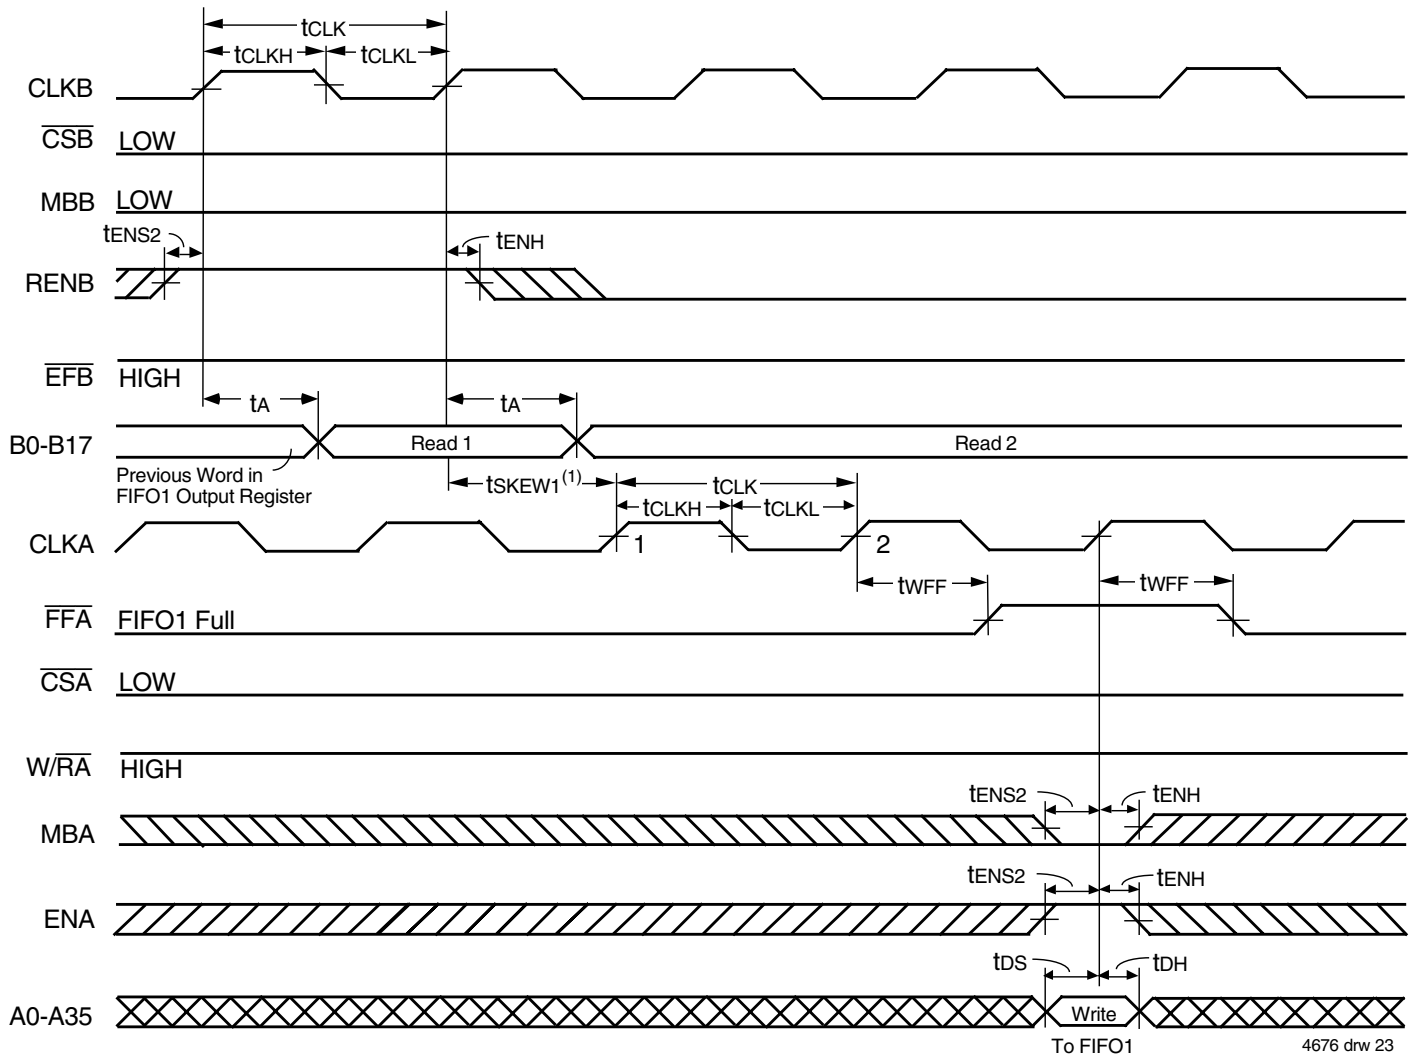 tCLK
tCLKH tCLKL
CLKB
CSB LOW
MBB LOW
tENS2 tENH
RENB
EFB HIGH
tA tA
B0-B17 Read 1 Read 2
Previous Word in
FIFO1 Output Register
tSKEW1(1) tCLK
tCLKH tCLKL
CLKA 1 2
tWFF tWFF
FFA FIFO1 Full
CSA LOW
W/RA HIGH
tENS2 tENH
MBA
tENS2 tENH
ENA
tDS tDH
A0-A35 Write
To FIFO1 4676 drw 23